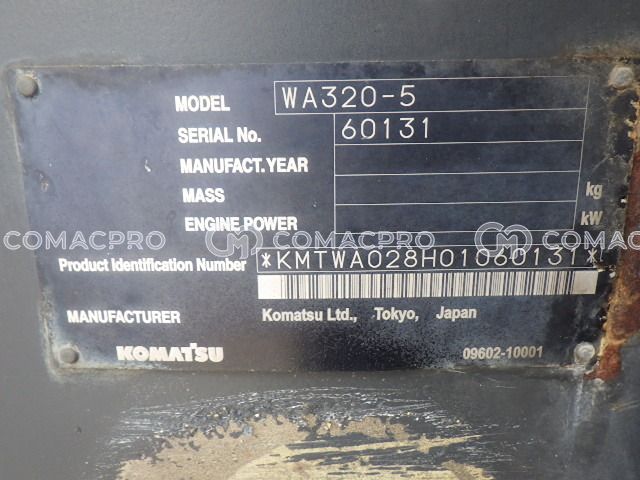 MODEL WA320-5
SERIAL No. 60131
MANUFACT. YEAR
MASS kg
ENGINE POWER kW
COMACPRO COMACPRO COMACPRO
Product Identification Number *KMTWA028H01060131*
MANUFACTURER Komatsu Ltd., Tokyo, Japan
KOMATSU 09602-10001